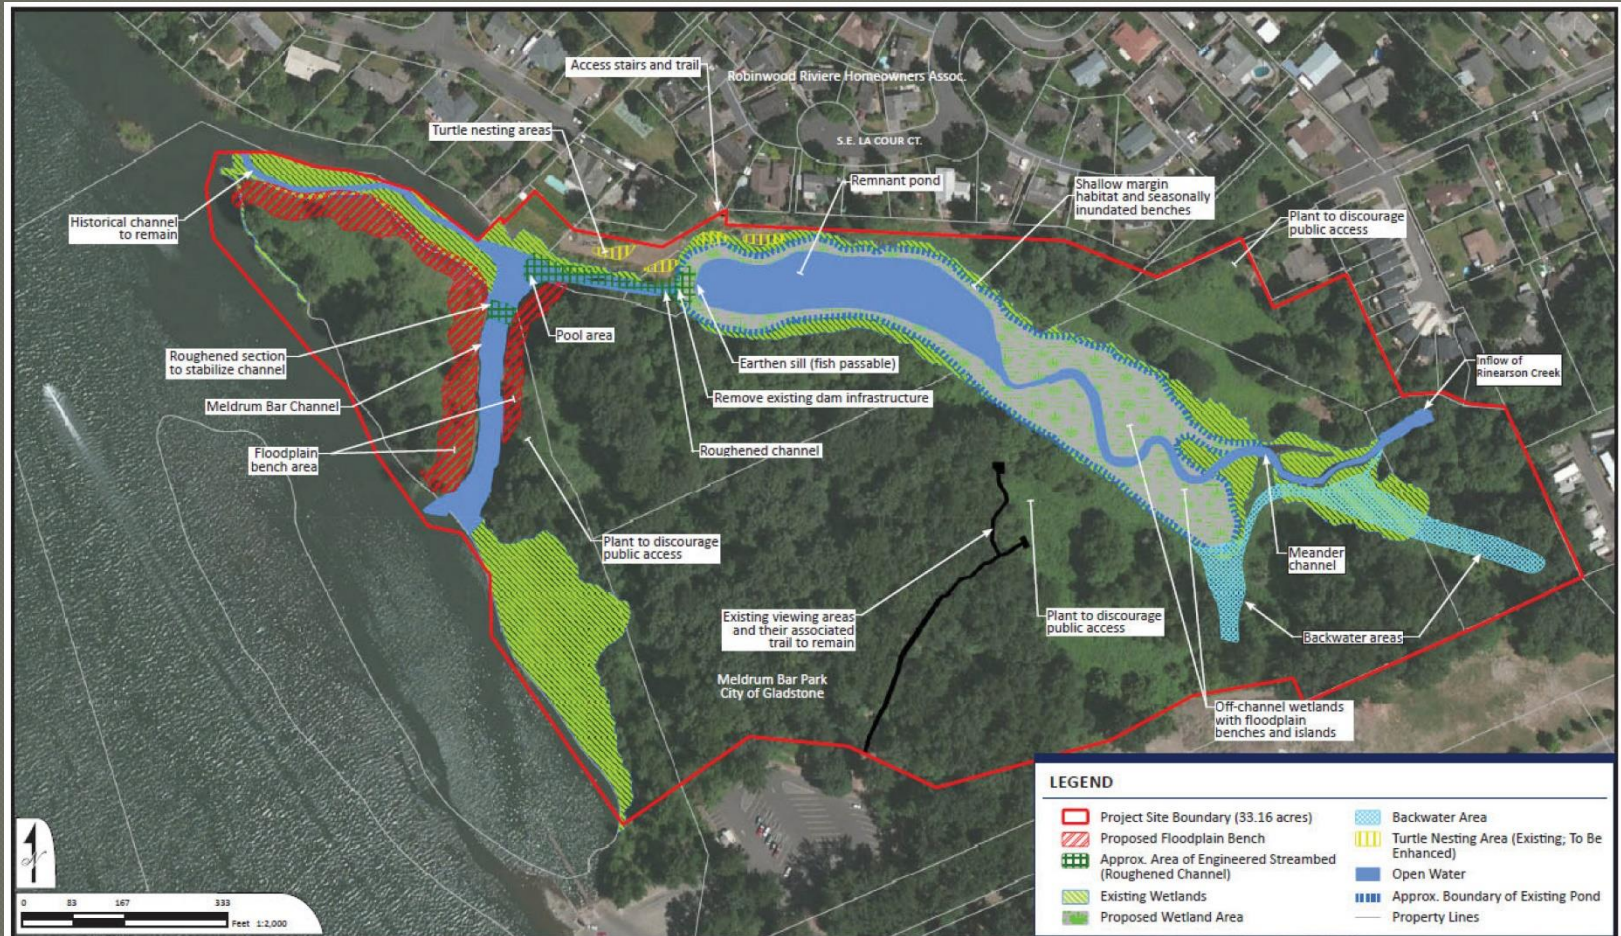 Access stairs and trail
Robinwood Riviere Homeowners Assoc.
Turtle nesting areas
S.E. LA COUR CT.
Remnant pond
Shallow margin
habitat and seasonally
inundated benches
Plant to discourage
public access
Historical channel
to remain
Pool area
Roughened section
to stabilize channel
Earthen sill (fish passable)
Inflow of
Rinearson Creek
Meldrum Bar Channel
Remove existing dam infrastructure
Floodplain
bench area
Roughened channel
Plant to discourage
public access
Meander
channel
Existing viewing areas
and their associated
trail to remain
Plant to discourage
public access
Backwater areas
Meldrum Bar Park
City of Gladstone
Off-channel wetlands
with floodplain
benches and islands
LEGEND
Project Site Boundary (33.16 acres)
Proposed Floodplain Bench
Approx. Area of Engineered Streambed
(Roughened Channel)
Existing Wetlands
Proposed Wetland Area
Backwater Area
Turtle Nesting Area (Existing; To Be
Enhanced)
Open Water
Approx. Boundary of Existing Pond
Property Lines
N
0 83 167 333
Feet 1:2,000